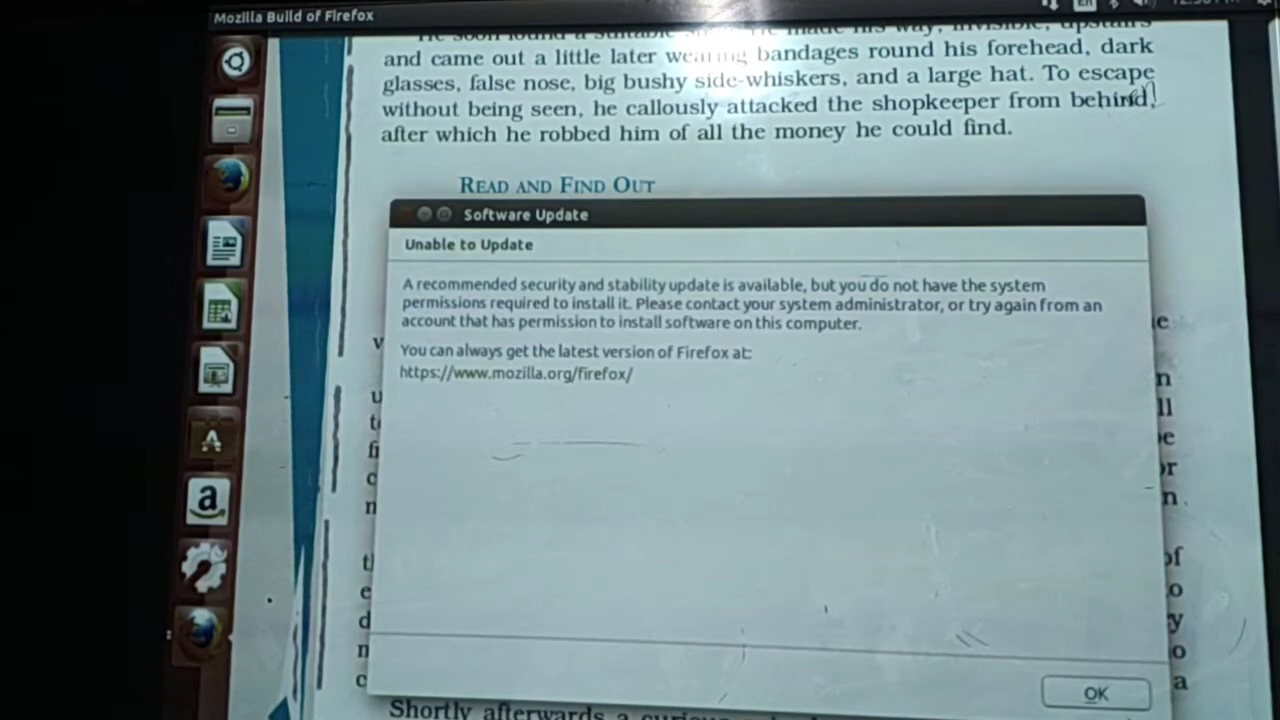 Mozilla Build of Firefox
and came out a little later wearing bandages round his forehead, dark
glasses, false nose, big bushy side-whiskers, and a large hat. To escape
without being seen, he callously attacked the shopkeeper from behind,
after which he robbed him of all the money he could find.
READ AND FIND OUT
Software Update
Unable to Update
A recommended security and stability update is available, but you do not have the system
permissions required to install it. Please contact your system administrator, or try again from an
account that has permission to install software on this computer.
You can always get the latest version of Firefox at:
https://www.mozilla.org/firefox/
OK
Shortly afterwards a